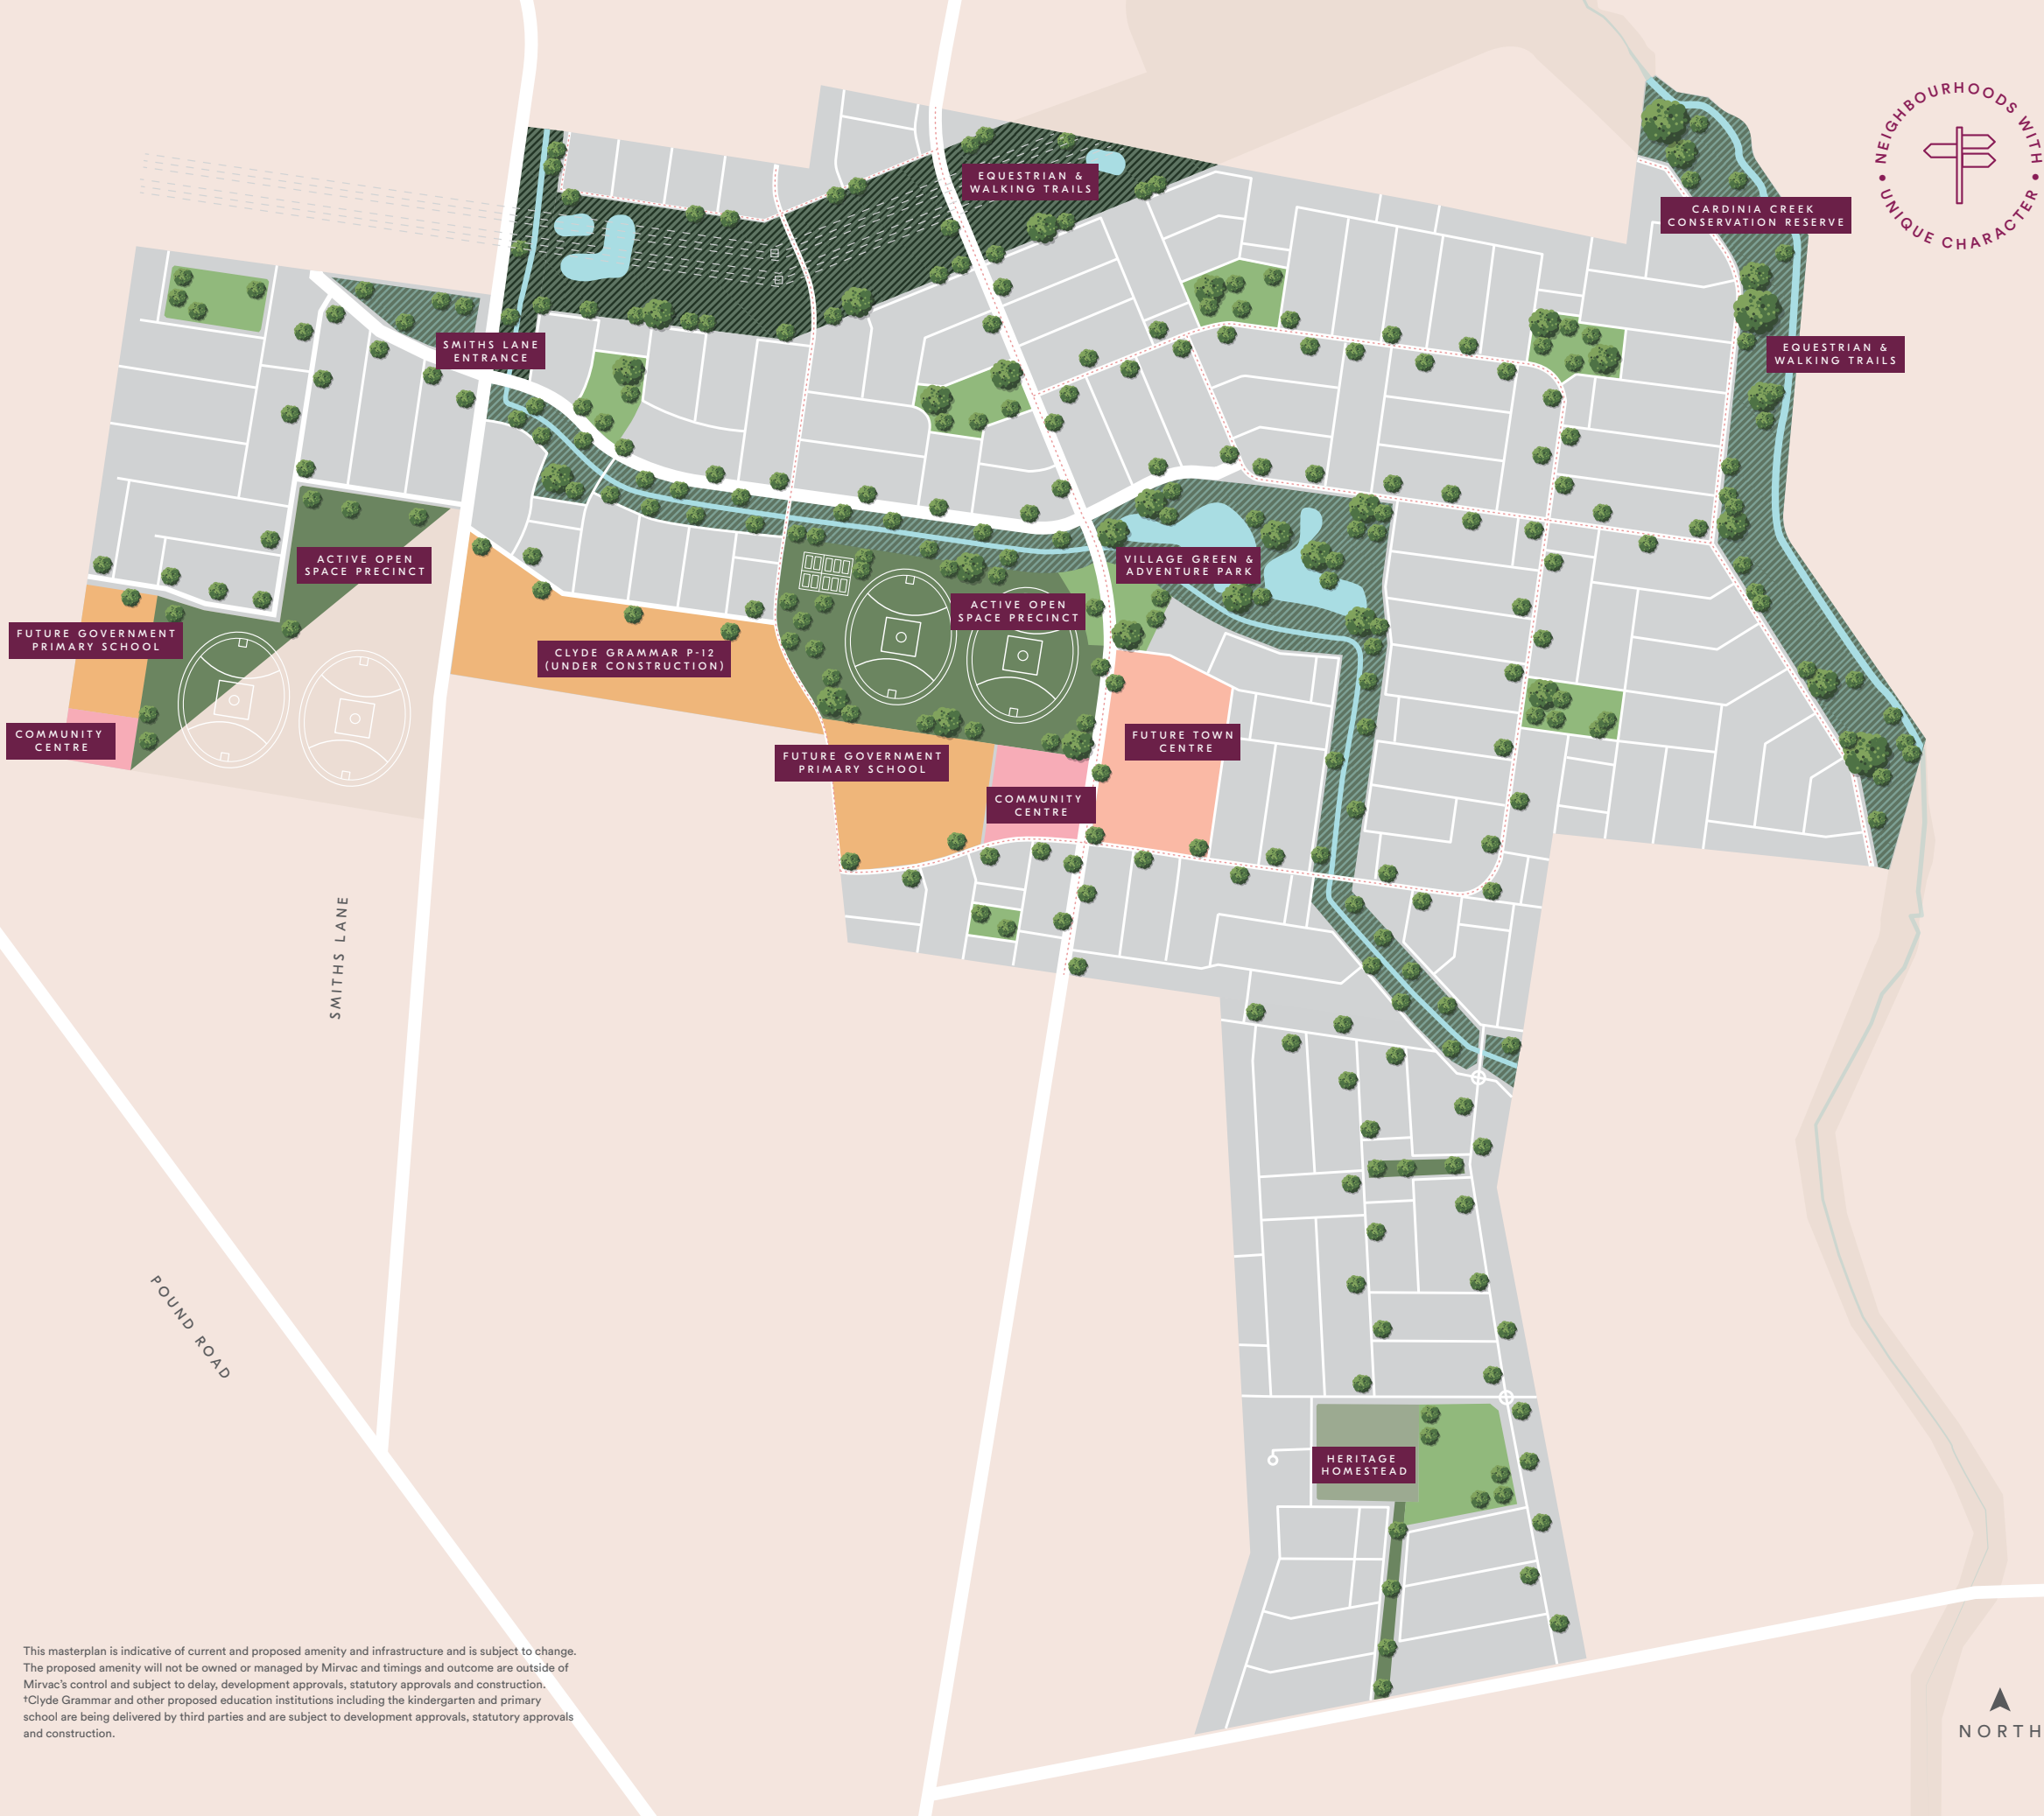 NEIGHBOURHOODS WITH
• UNIQUE CHARACTER •
EQUESTRIAN &
WALKING TRAILS
CARDINIA CREEK
CONSERVATION RESERVE
SMITHS LANE
ENTRANCE
EQUESTRIAN &
WALKING TRAILS
ACTIVE OPEN
SPACE PRECINCT
VILLAGE GREEN &
ADVENTURE PARK
ACTIVE OPEN
SPACE PRECINCT
FUTURE GOVERNMENT
PRIMARY SCHOOL
CLYDE GRAMMAR P-12
(UNDER CONSTRUCTION)
COMMUNITY
CENTRE
FUTURE TOWN
CENTRE
FUTURE GOVERNMENT
PRIMARY SCHOOL
COMMUNITY
CENTRE
SMITHS LANE
POUND ROAD
HERITAGE
HOMESTEAD
This masterplan is indicative of current and proposed amenity and infrastructure and is subject to change.
The proposed amenity will not be owned or managed by Mirvac and timings and outcome are outside of
Mirvac's control and subject to delay, development approvals, statutory approvals and construction.
†Clyde Grammar and other proposed education institutions including the kindergarten and primary
school are being delivered by third parties and are subject to development approvals, statutory approvals
and construction.
NORTH